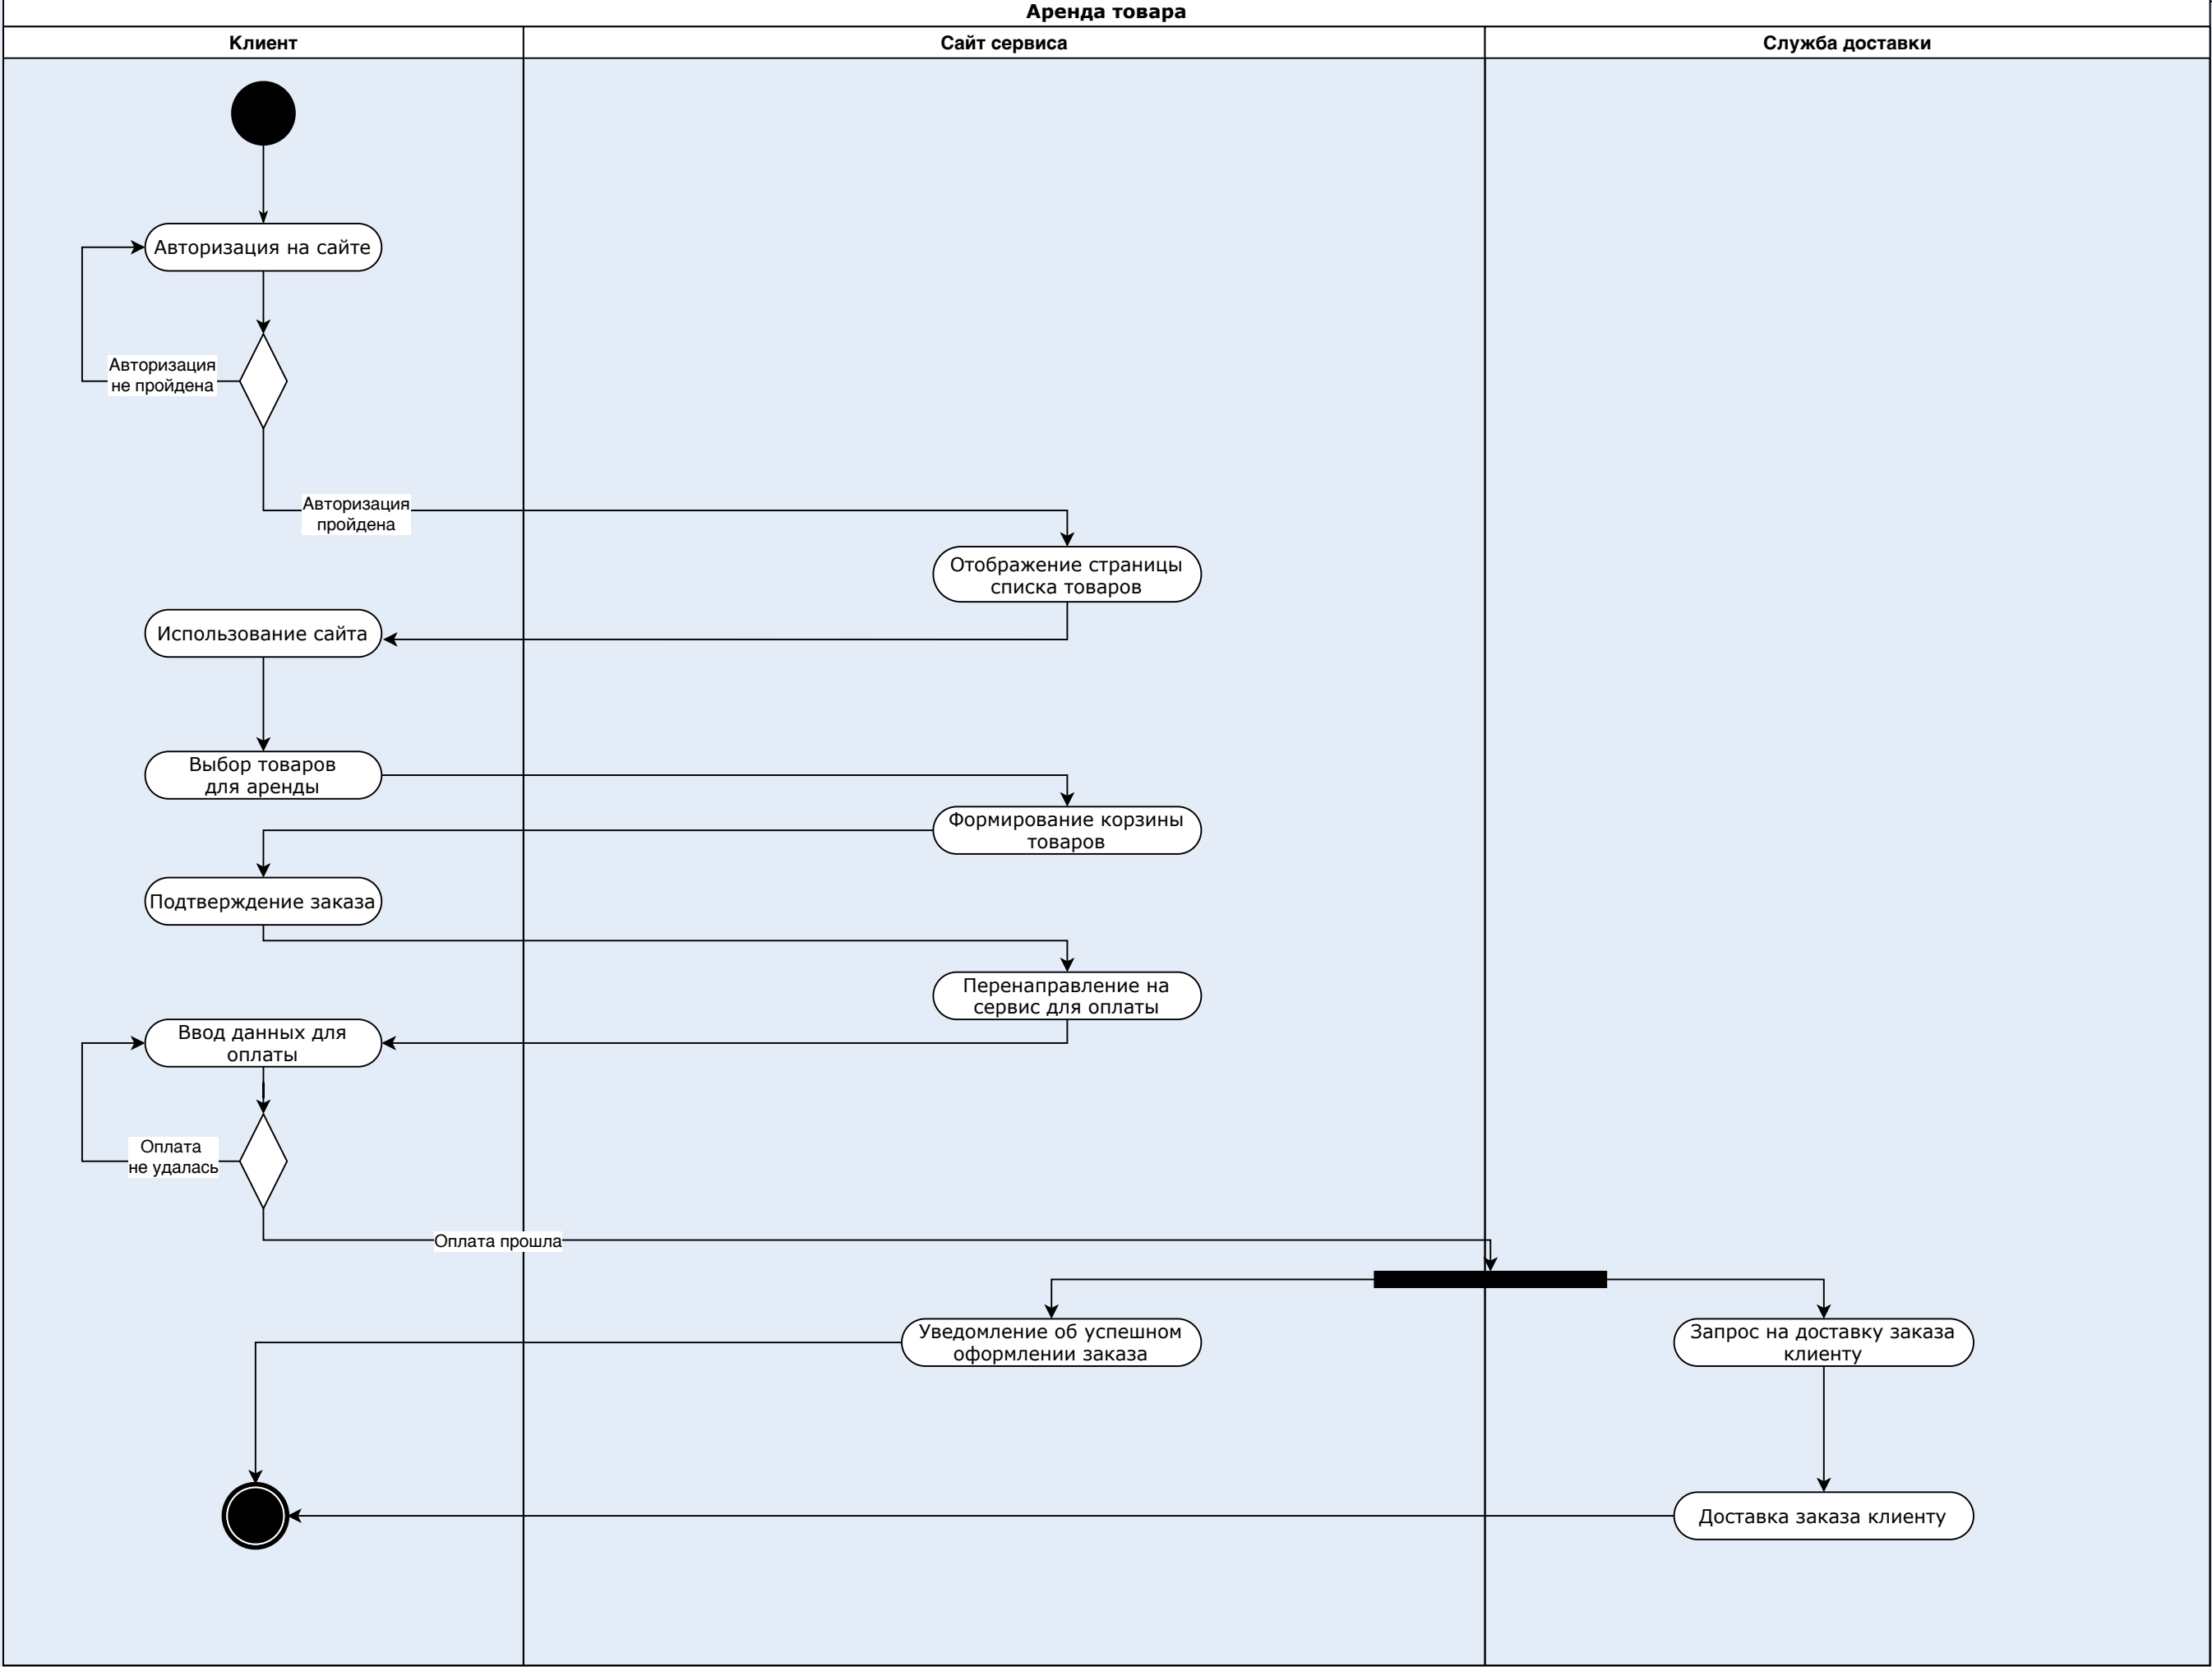 Аренда товара
Клиент
Сайт сервиса
Служба доставки
Авторизация на сайте
Авторизация
не пройдена
Авторизация
пройдена
Отображение страницы
списка товаров
Использование сайта
Выбор товаров
для аренды
Формирование корзины
товаров
Подтверждение заказа
Перенаправление на
сервис для оплаты
Ввод данных для
оплаты
Оплата
не удалась
Оплата прошла
Уведомление об успешном
оформлении заказа
Запрос на доставку заказа
клиенту
Доставка заказа клиенту